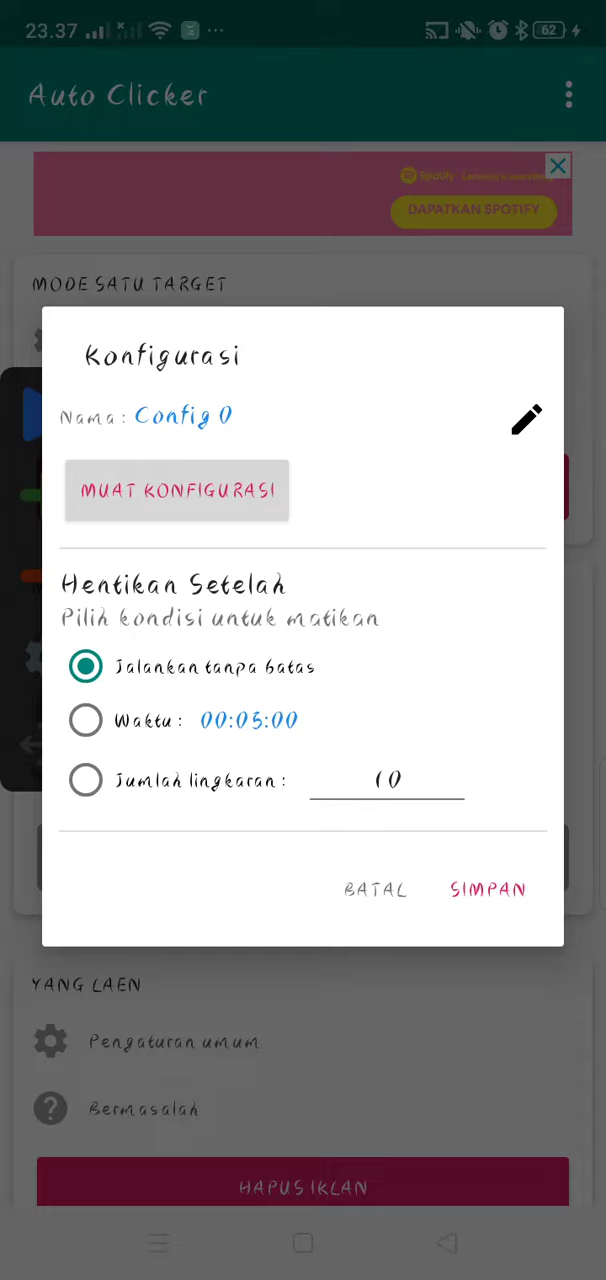 23.37
62
Auto Clicker
Spotify
DAPATKAN SPOTIFY
MODE SATU TARGET
Konfigurasi
Nama : Config 0
MUAT KONFIGURASI
Hentikan Setelah
Pilih kondisi untuk matikan
Jalankan tanpa batas
Waktu : 00:05:00
Jumlah lingkaran : 10
BATAL SIMPAN
YANG LAEN
Pengaturan umum
Bermasalah
HAPUS IKLAN